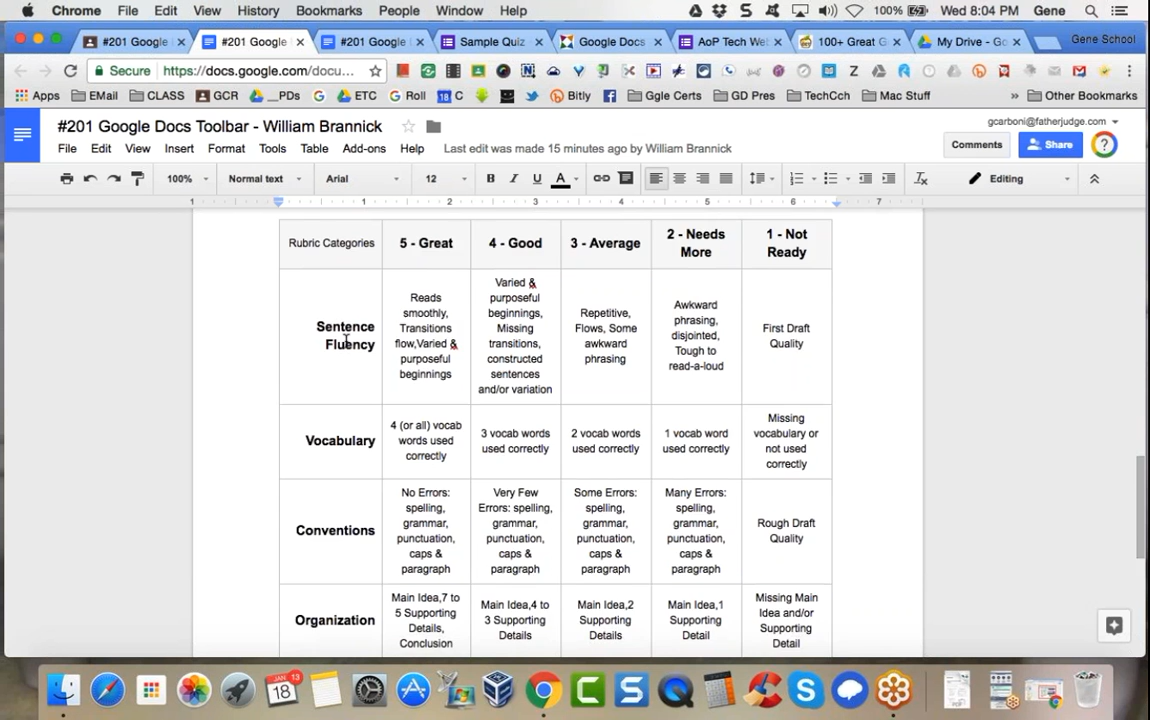 Chrome File Edit View History Bookmarks People Window Help 100% Wed 8:04 PM Gene
#201 Google #201 Google #201 Google Sample Quiz Google Docs AoP Tech We 100+ Great G My Drive - Go Gene School
Secure https://docs.google.com/docu...
Apps EMail CLASS GCR __PDs ETC Roll 18 C Bitly Ggle Certs GD Pres TechCch Mac Stuff » Other Bookmarks
#201 Google Docs Toolbar - William Brannick
gcarboni@fatherjudge.com
File Edit View Insert Format Tools Table Add-ons Help Last edit was made 15 minutes ago by William Brannick
Comments Share
100% Normal text Arial 12 B I U A Editing
1 1 2 3 4 5 6 7
Rubric Categories
5 - Great
4 - Good
3 - Average
2 - Needs
More
1 - Not
Ready
Sentence
Fluency
Reads
smoothly,
Transitions
flow,Varied &
purposeful
beginnings
Varied &
purposeful
beginnings,
Missing
transitions,
constructed
sentences
and/or variation
Repetitive,
Flows, Some
awkward
phrasing
Awkward
phrasing,
disjointed,
Tough to
read-a-loud
First Draft
Quality
Vocabulary
4 (or all) vocab
words used
correctly
3 vocab words
used correctly
2 vocab words
used correctly
1 vocab word
used correctly
Missing
vocabulary or
not used
correctly
Conventions
No Errors:
spelling,
grammar,
punctuation,
caps &
paragraph
Very Few
Errors: spelling,
grammar,
punctuation,
caps &
paragraph
Some Errors:
spelling,
grammar,
punctuation,
caps &
paragraph
Many Errors:
spelling,
grammar,
punctuation,
caps &
paragraph
Rough Draft
Quality
Organization
Main Idea,7 to
5 Supporting
Details,
Conclusion
Main Idea,4 to
3 Supporting
Details
Main Idea,2
Supporting
Details
Main Idea,1
Supporting
Detail
Missing Main
Idea and/or
Supporting
Detail
JAN 13
18